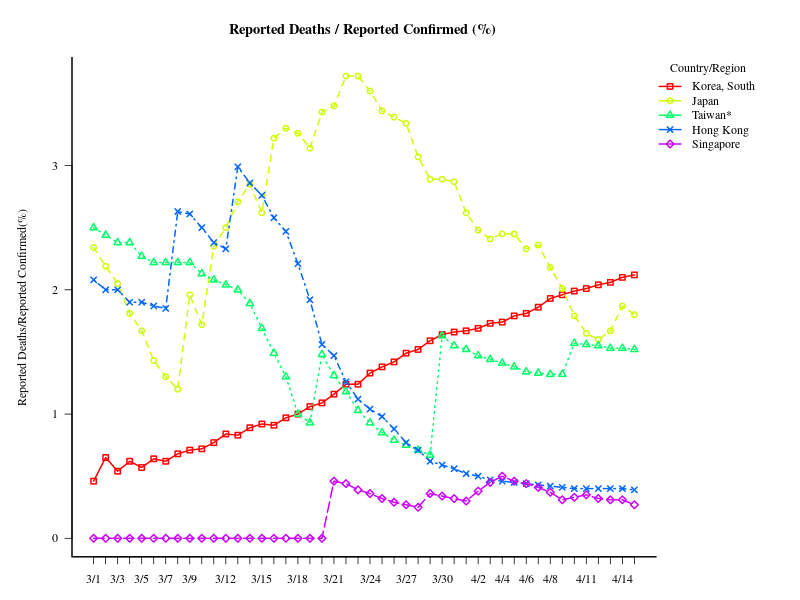 Reported Deaths / Reported Confirmed (%)
Country/Region
Korea, South
Japan
Taiwan*
Hong Kong
Singapore
Reported Deaths/Reported Confirmed(%)
3
2
1
0
3/1 3/3 3/5 3/7 3/9 3/12 3/15 3/18 3/21 3/24 3/27 3/30 4/2 4/4 4/6 4/8 4/11 4/14